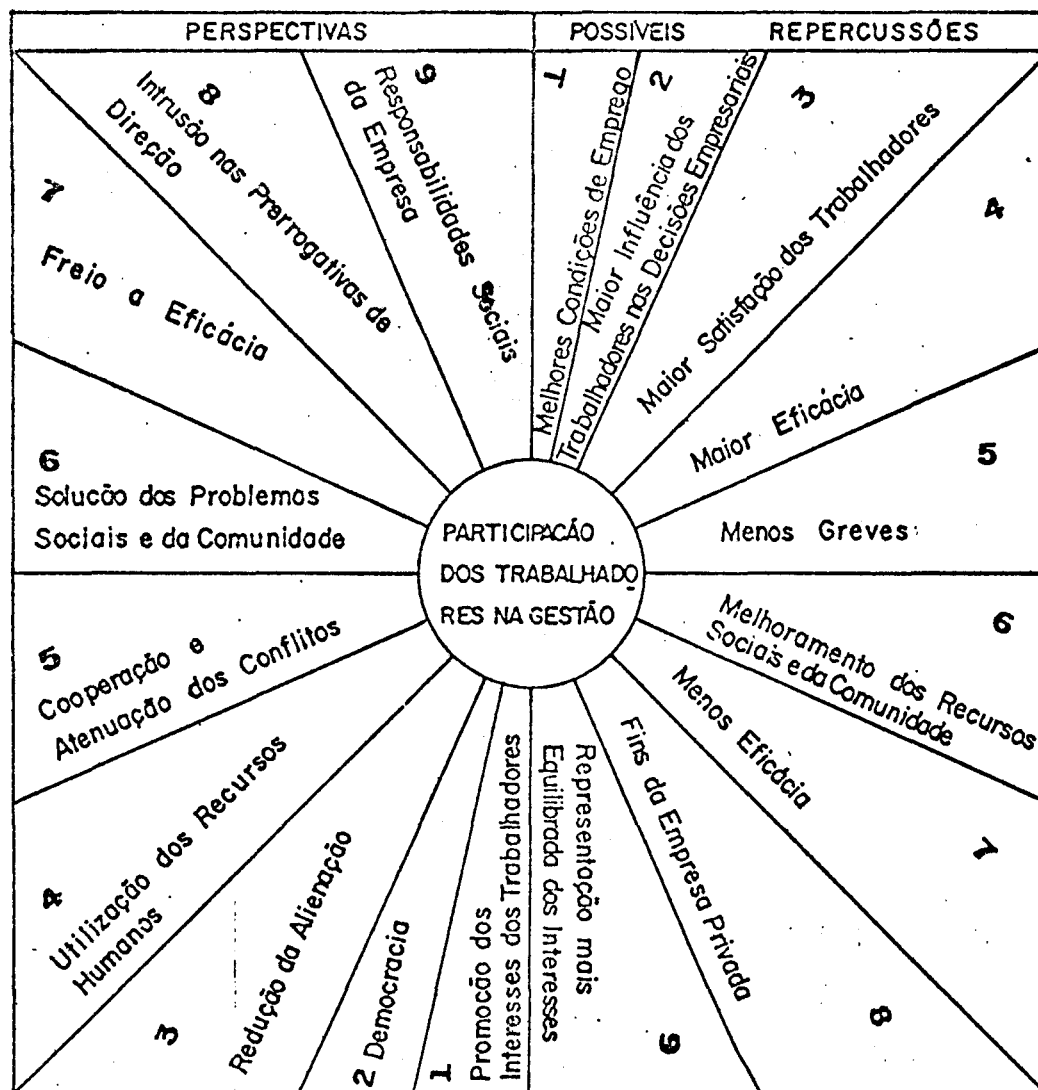 PERSPECTIVAS
POSSÍVEIS REPERCUSSÕES
PARTICIPACÃO
DOS TRABALHADO
RES NA GESTÃO
1
Promocão dos
Interesses dos Trabalhadores
2 Democracia
3
Redução da Alienação
4
Utilização dos Recursos
Humanos
5
Cooperação e
Atenuação dos Conflitos
6
Solucão dos Problemas
Sociais e da Comunidade
7
Freio a Eficácia
8
Intrusão nas Prerrogativas de
Direção
9
Responsabilidades Sociais
da Empresa
1
Melhores Condições de Emprego
2
Maior Influência dos
Trabalhadores nas Decisões Empresariais
3
Maior Satisfação dos Trabalhadores
4
Maior Eficácia
5
Menos Greves
6
Melhoramento dos Recursos
Sociais e da Comunidade
7
Menos Eficácia
8
Fins da Empresa Privada
9
Representação mais
Equilibrada dos Interesses